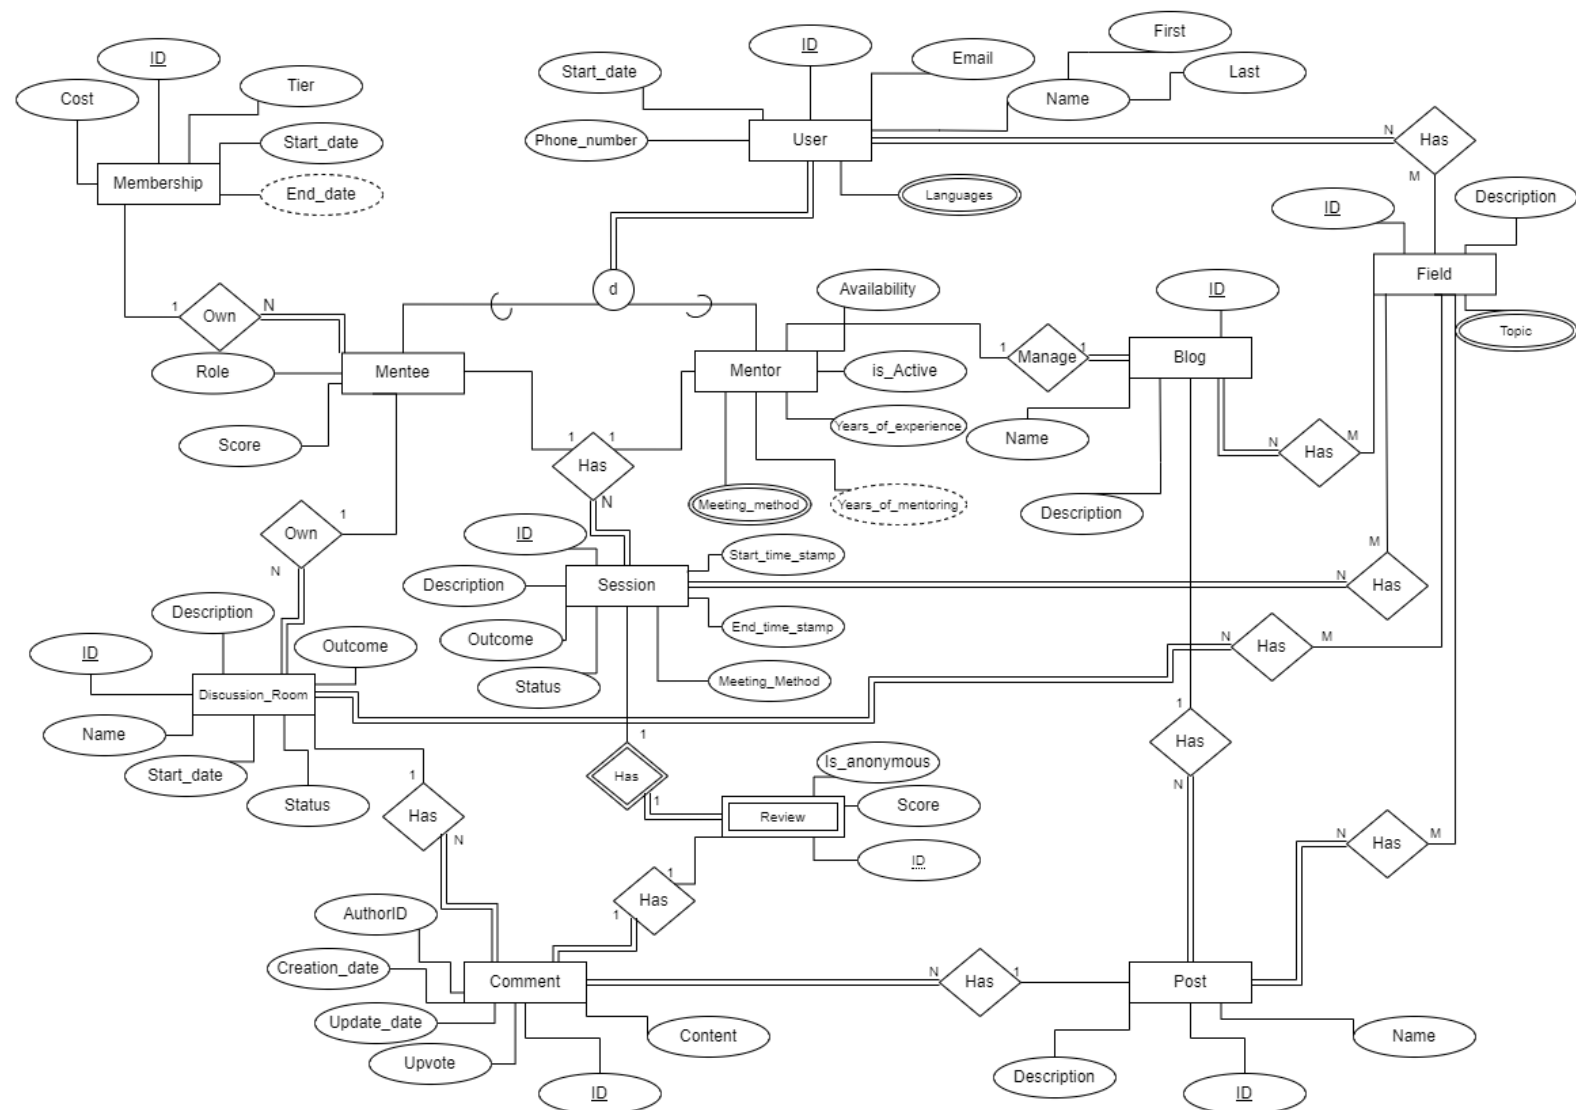 First
ID
Email
Last
Start_date
Name
ID
Tier
Cost
Start_date
Membership
End_date
Phone_number
User
Languages
N
Has
M
ID
Description
Field
Topic
d
Availability
ID
1
Own
N
Role
Mentee
Mentor
is_Active
1
Manage
1
Blog
Score
Years_of_experience
Name
1
1
Has
N
N
Has
M
Meeting_method
Years_of_mentoring
Description
Own
1
N
ID
Start_time_stamp
Description
Session
M
N
Has
Outcome
End_time_stamp
Status
Meeting_Method
Description
ID
Outcome
Discussion_Room
Name
Start_date
Status
N
Has
M
1
Has
N
1
Has
1
Is_anonymous
Score
Review
ID
1
Has
N
N
Has
M
1
Has
1
AuthorID
Creation_date
Comment
N
Has
1
Post
Update_date
Content
Upvote
ID
Description
Name
ID